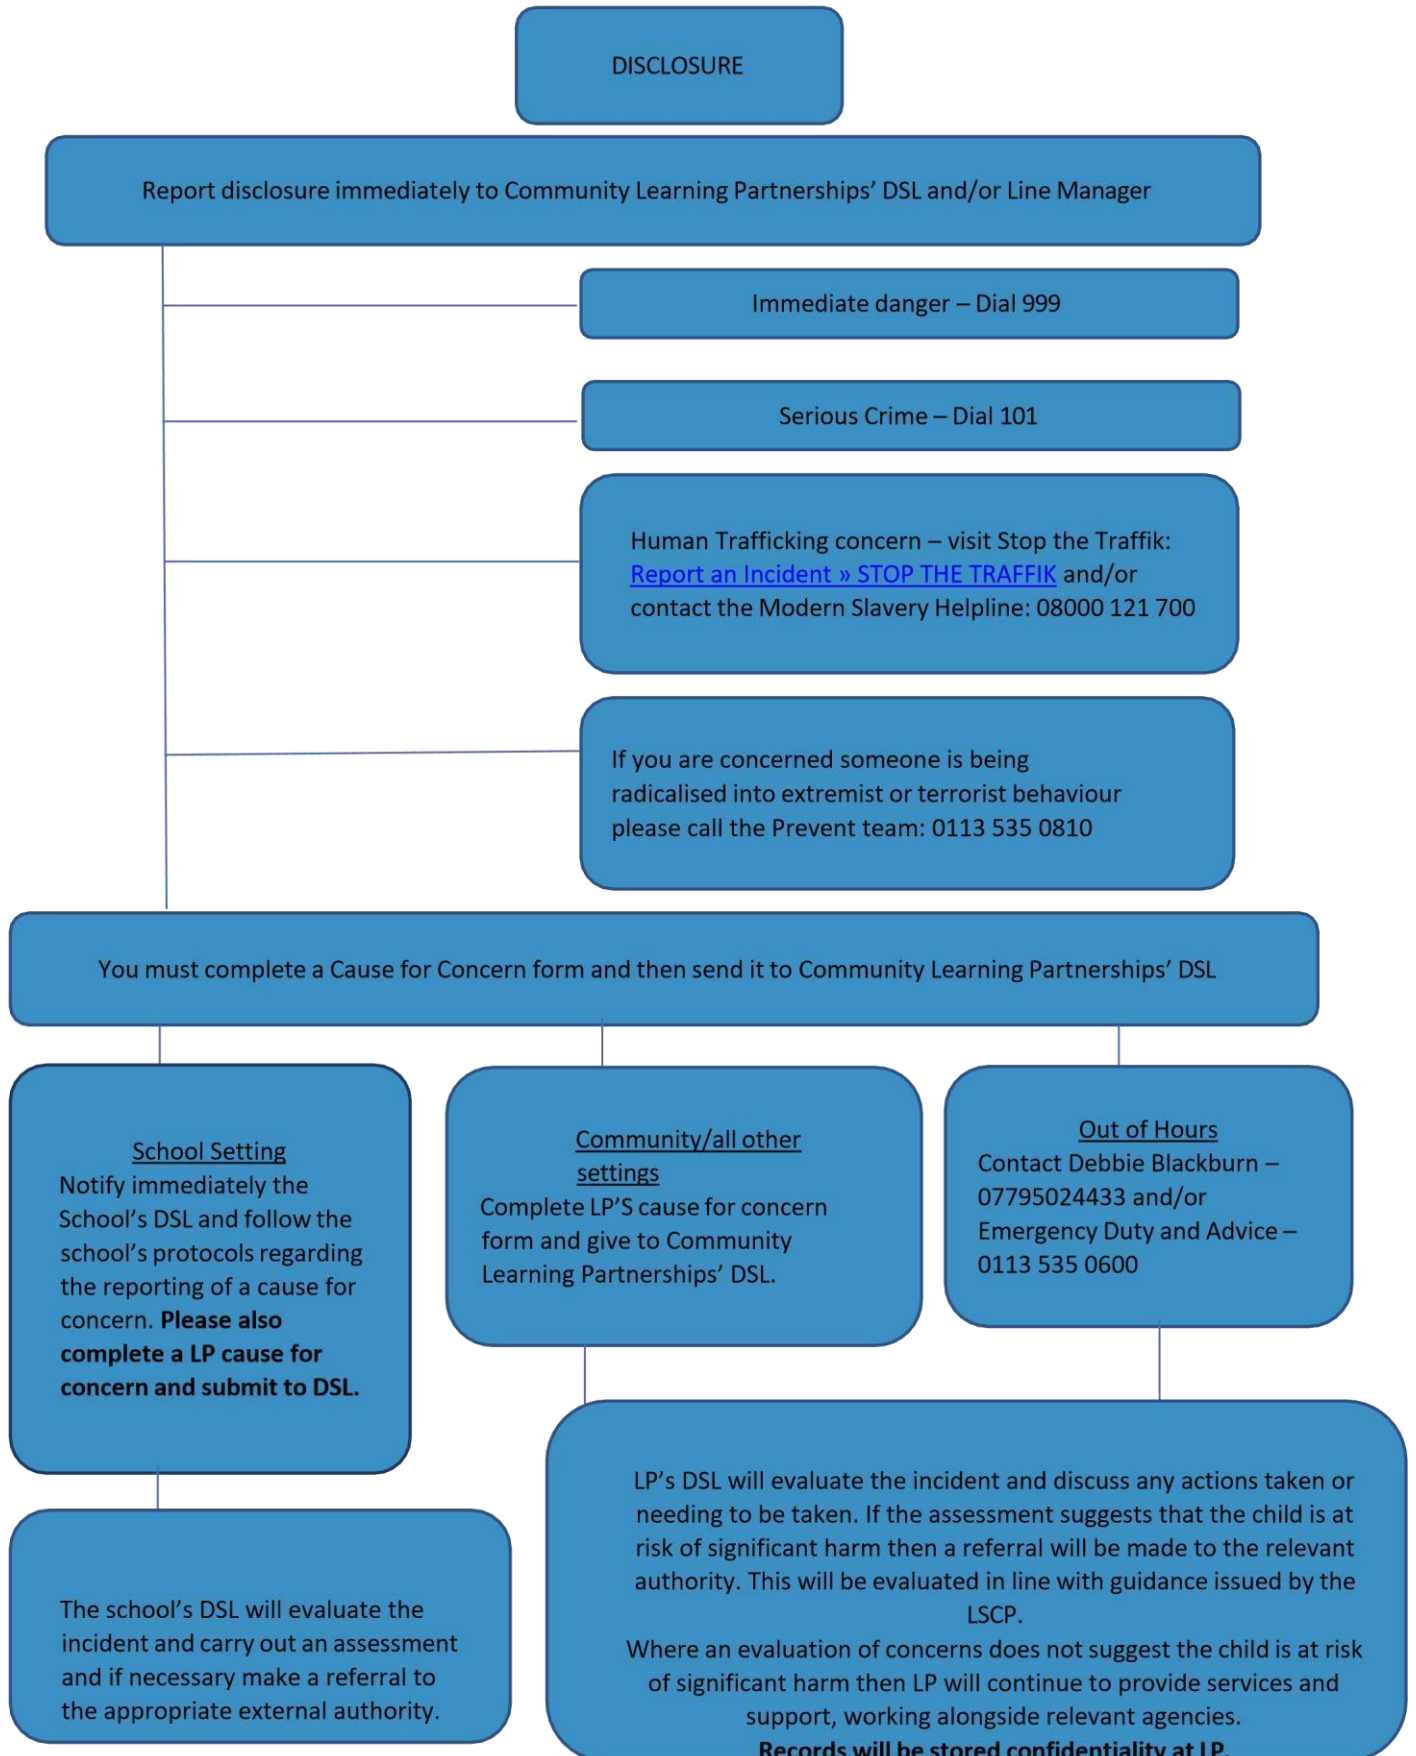 DISCLOSURE
Report disclosure immediately to Community Learning Partnerships’ DSL and/or Line Manager
Immediate danger – Dial 999
Serious Crime – Dial 101
Human Trafficking concern – visit Stop the Traffik:
Report an Incident » STOP THE TRAFFIK and/or
contact the Modern Slavery Helpline: 08000 121 700
If you are concerned someone is being
radicalised into extremist or terrorist behaviour
please call the Prevent team: 0113 535 0810
You must complete a Cause for Concern form and then send it to Community Learning Partnerships’ DSL
School Setting
Notify immediately the
School’s DSL and follow the
school’s protocols regarding
the reporting of a cause for
concern. Please also
complete a LP cause for
concern and submit to DSL.
Community/all other
settings
Complete LP’S cause for concern
form and give to Community
Learning Partnerships’ DSL.
Out of Hours
Contact Debbie Blackburn –
07795024433 and/or
Emergency Duty and Advice –
0113 535 0600
The school’s DSL will evaluate the
incident and carry out an assessment
and if necessary make a referral to
the appropriate external authority.
LP’s DSL will evaluate the incident and discuss any actions taken or
needing to be taken. If the assessment suggests that the child is at
risk of significant harm then a referral will be made to the relevant
authority. This will be evaluated in line with guidance issued by the
LSCP.
Where an evaluation of concerns does not suggest the child is at risk
of significant harm then LP will continue to provide services and
support, working alongside relevant agencies.
Records will be stored confidentiality at LP.